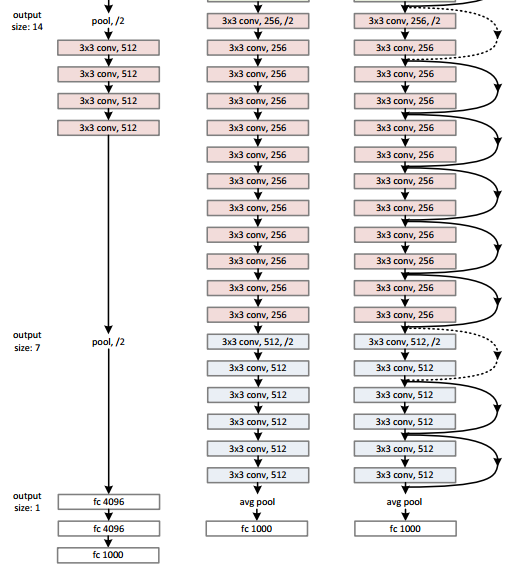 output
size: 14
output
size: 7
output
size: 1
pool, /2
3x3 conv, 512
3x3 conv, 512
3x3 conv, 512
3x3 conv, 512
pool, /2
fc 4096
fc 4096
fc 1000
3x3 conv, 256, /2
3x3 conv, 256
3x3 conv, 256
3x3 conv, 256
3x3 conv, 256
3x3 conv, 256
3x3 conv, 256
3x3 conv, 256
3x3 conv, 256
3x3 conv, 256
3x3 conv, 256
3x3 conv, 256
3x3 conv, 512, /2
3x3 conv, 512
3x3 conv, 512
3x3 conv, 512
3x3 conv, 512
3x3 conv, 512
avg pool
fc 1000
3x3 conv, 256, /2
3x3 conv, 256
3x3 conv, 256
3x3 conv, 256
3x3 conv, 256
3x3 conv, 256
3x3 conv, 256
3x3 conv, 256
3x3 conv, 256
3x3 conv, 256
3x3 conv, 256
3x3 conv, 256
3x3 conv, 512, /2
3x3 conv, 512
3x3 conv, 512
3x3 conv, 512
3x3 conv, 512
3x3 conv, 512
avg pool
fc 1000